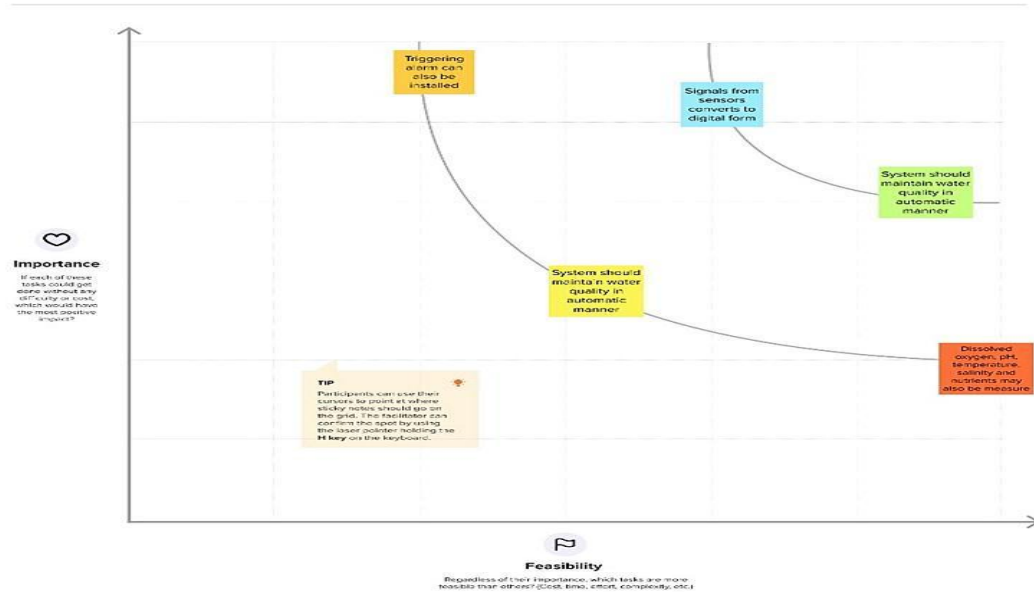 Triggering
alarm can
also be
installed
Signals from
sensors
converts to
digital form
System should
maintain water
quality in
automatic
manner
Importance
If each of these
tasks could get
done without any
difficulty or cost,
which would have
the most positive
impact?
System should
maintain water
quality in
automatic
manner
Dissolved
oxygen, pH,
temperature,
salinity and
nutrients may
also be measure
TIP
Participants can use their
cursors to point at where
sticky notes should go on
the grid. The facilitator can
confirm the spot by using
the laser pointer holding the
H key on the keyboard.
Feasibility
Regardless of their importance, which tasks are more
feasible than others? (Cost, time, effort, complexity, etc.)